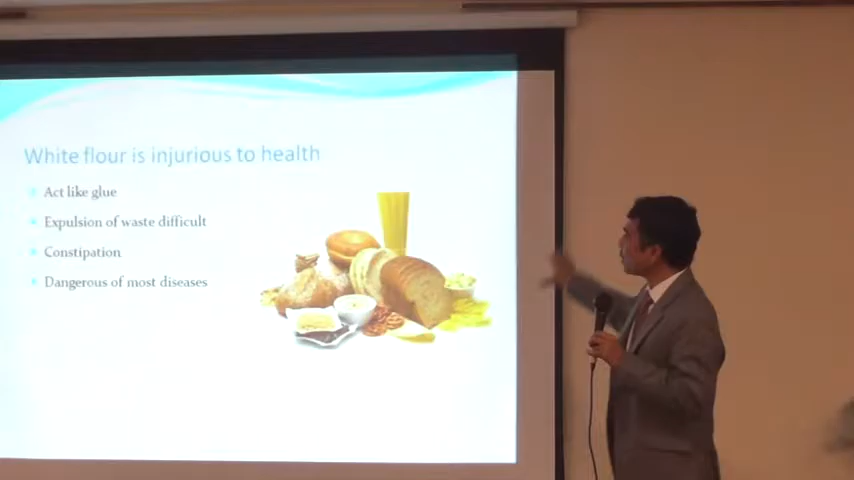 White flour is injurious to health
Act like glue
Expulsion of waste difficult
Constipation
Dangerous of most diseases